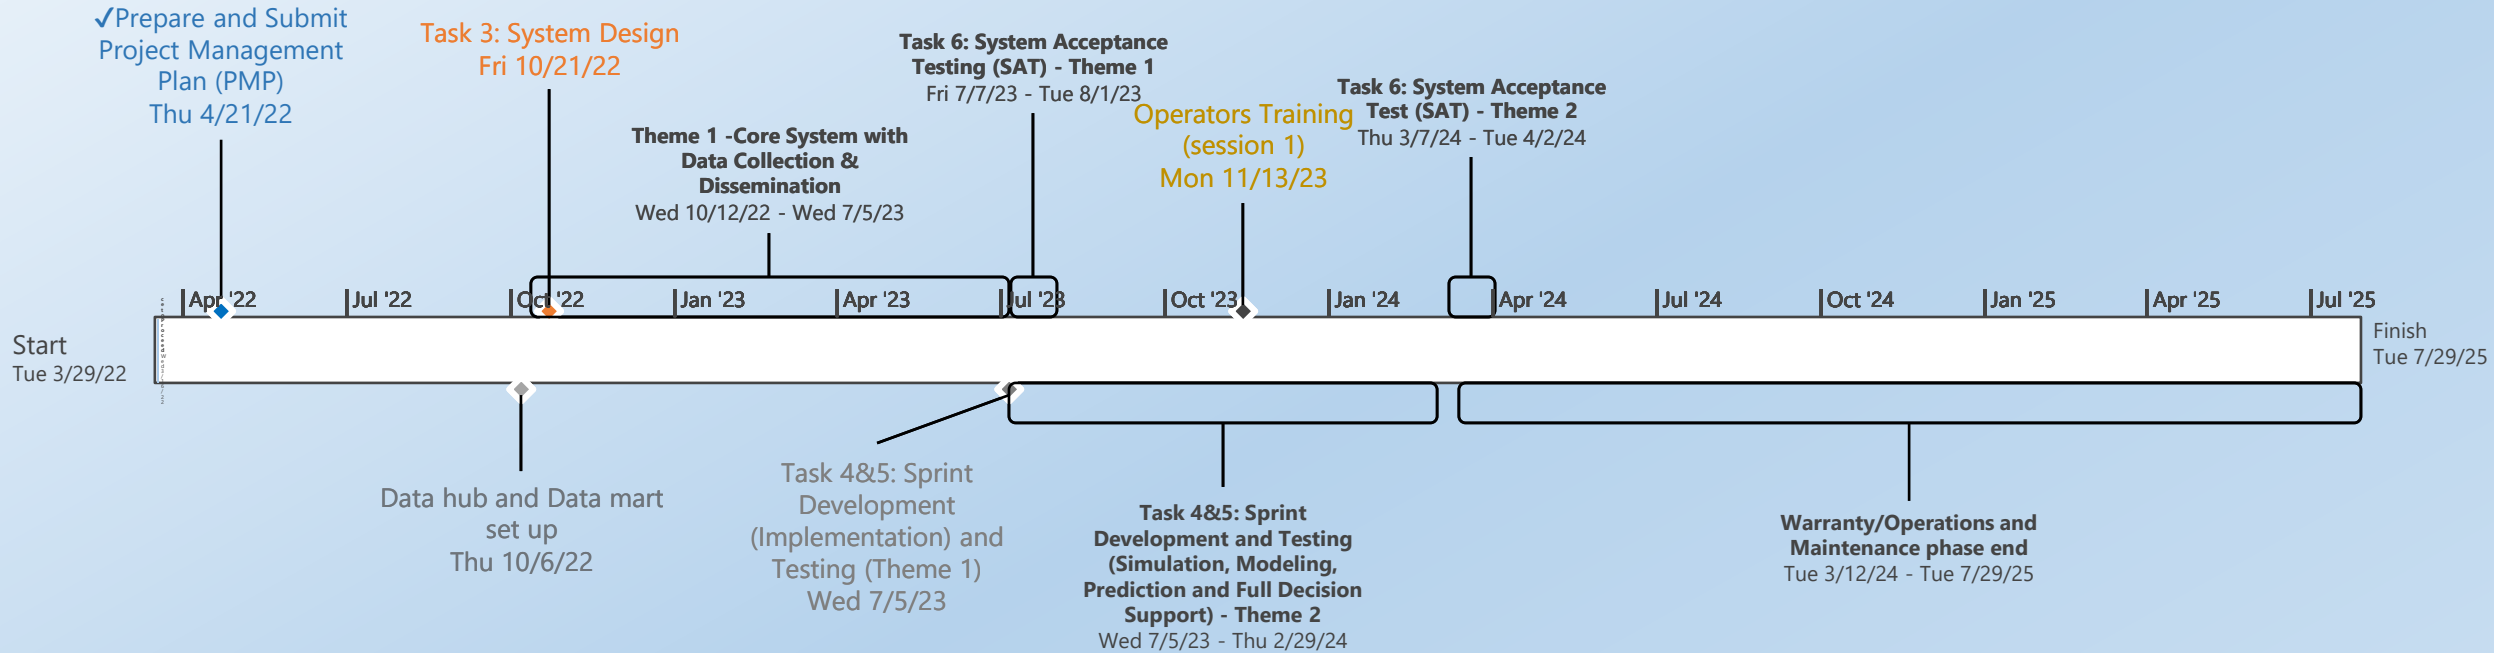 ✓Prepare and Submit
Project Management
Plan (PMP)
Thu 4/21/22
Task 3: System Design
Fri 10/21/22
Theme 1 -Core System with
Data Collection &
Dissemination
Wed 10/12/22 - Wed 7/5/23
Task 6: System Acceptance
Testing (SAT) - Theme 1
Fri 7/7/23 - Tue 8/1/23
Operators Training
(session 1)
Mon 11/13/23
Task 6: System Acceptance
Test (SAT) - Theme 2
Thu 3/7/24 - Tue 4/2/24
Apr '22
Jul '22
Oct '22
Jan '23
Apr '23
Jul '23
Oct '23
Jan '24
Apr '24
Jul '24
Oct '24
Jan '25
Apr '25
Jul '25
Start
Tue 3/29/22
Finish
Tue 7/29/25
Data hub and Data mart
set up
Thu 10/6/22
Task 4&5: Sprint
Development
(Implementation) and
Testing (Theme 1)
Wed 7/5/23
Task 4&5: Sprint
Development and Testing
(Simulation, Modeling,
Prediction and Full Decision
Support) - Theme 2
Wed 7/5/23 - Thu 2/29/24
Warranty/Operations and
Maintenance phase end
Tue 3/12/24 - Tue 7/29/25